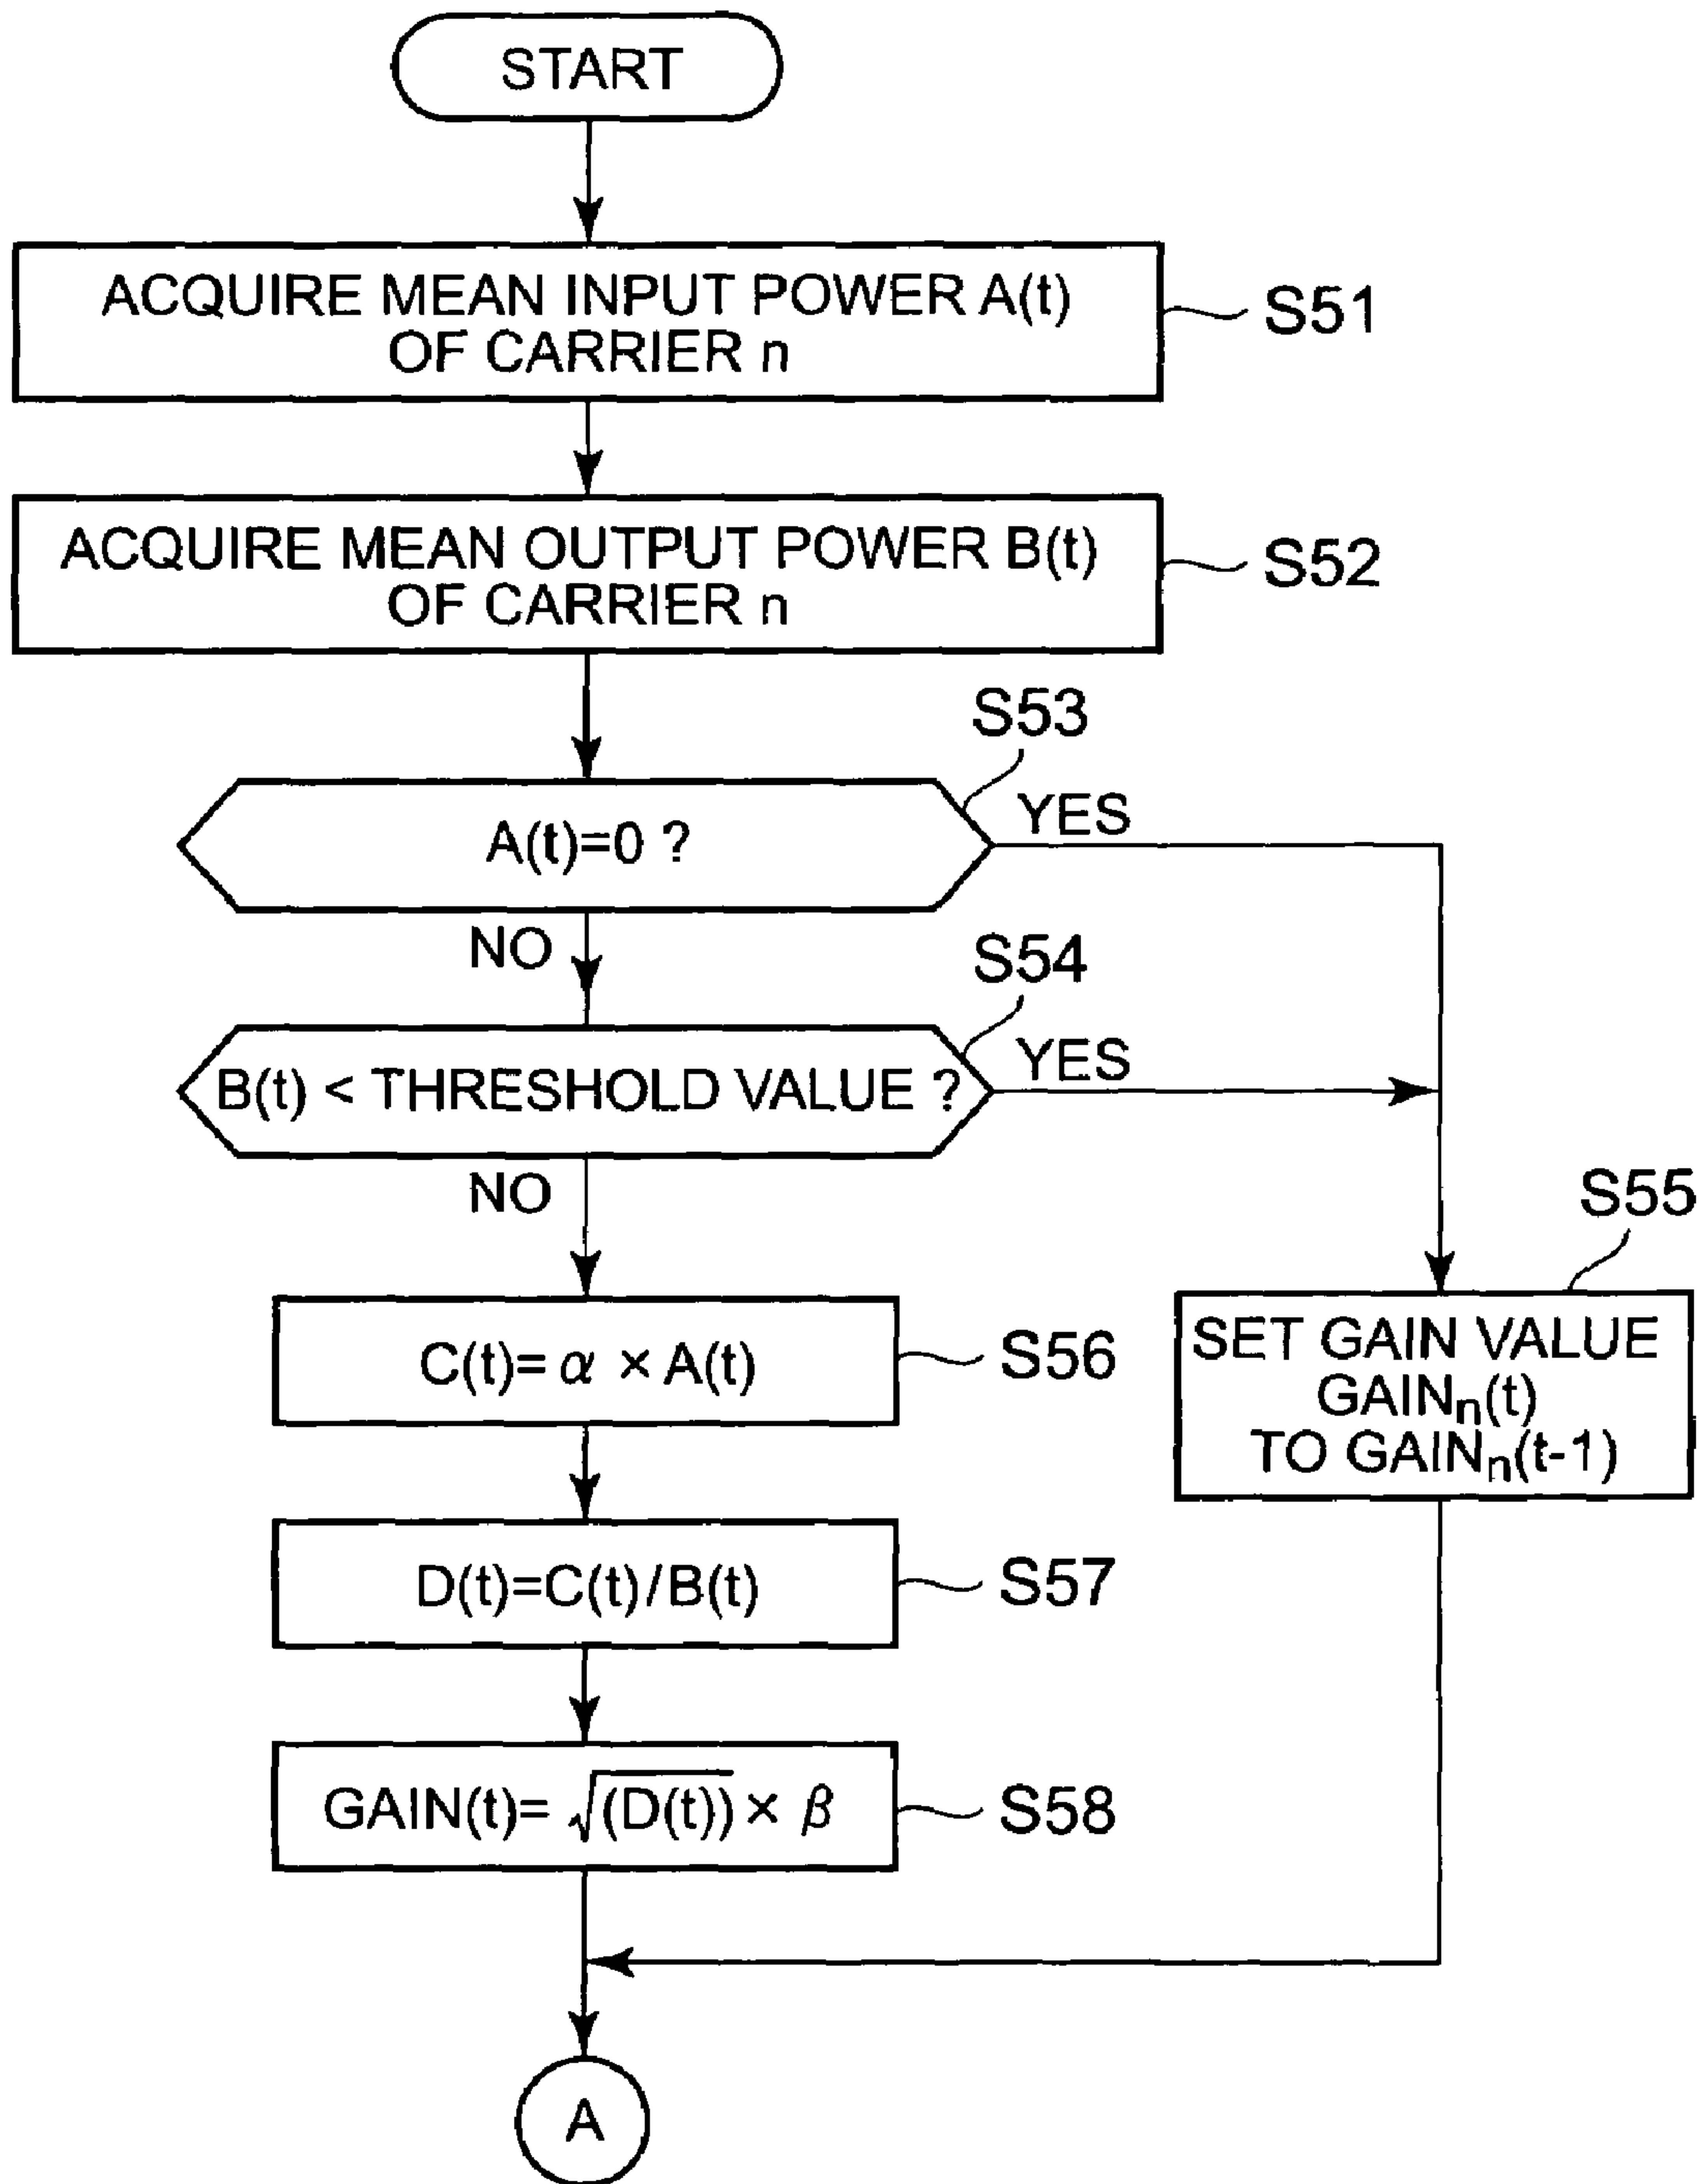 START
ACQUIRE MEAN INPUT POWER A(t)
OF CARRIER n
S51
ACQUIRE MEAN OUTPUT POWER B(t)
OF CARRIER n
S52
S53
A(t)=0 ?
YES
NO
S54
B(t) < THRESHOLD VALUE ?
YES
NO
S55
SET GAIN VALUE
GAINn(t)
TO GAINn(t-1)
C(t)= α × A(t)
S56
D(t)=C(t)/B(t)
S57
GAIN(t)= √(D(t)) × β
S58
A